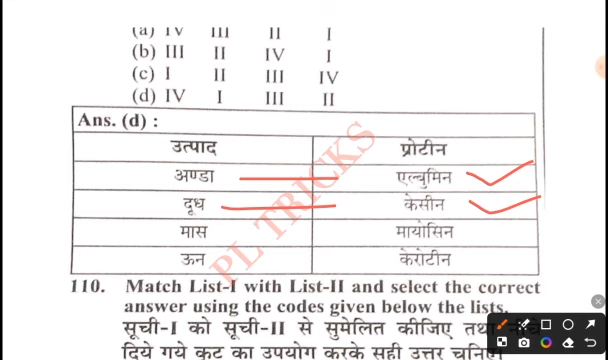 (a) IV III II I
(b) III II IV I
(c) I II III IV
(d) IV I III II
Ans. (d) :
उत्पाद प्रोटीन
अण्डा एल्बुमिन
दूध केसीन
मास मायोसिन
ऊन केरोटीन
PL TRICKS
110. Match List-I with List-II and select the correct
answer using the codes given below the lists.
सूची-I को सूची-II से सुमेलित कीजिए तथा नीचे
दिये गये कूट का उपयोग करके सही उत्तर चुनिए